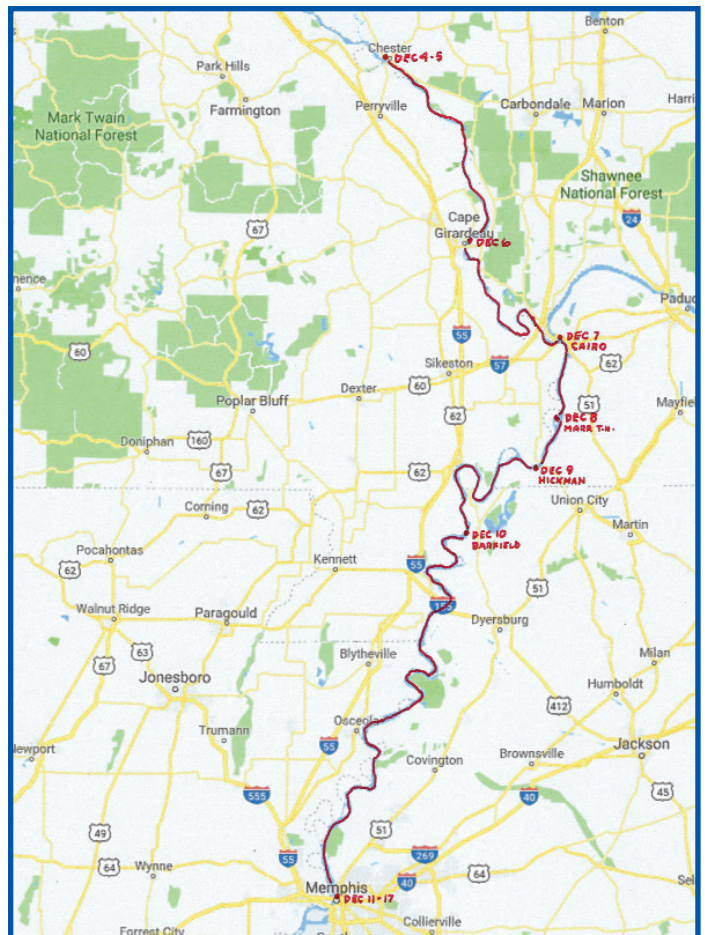 Benton
Chester
DEC 4-5
Park Hills
Farmington
Perryville
Carbondale
Marion
Harri
Mark Twain
National Forest
Shawnee
National Forest
24
67
Cape
Girardeau
DEC 6
nence
Paduc
55
DEC 7
CAIRO
60
Sikeston
57
62
Dexter
60
51
Poplar Bluff
62
DEC 8
Mayfie
Doniphan
160
67
62
DEC 9
HICKMAN
Corning
62
Union City
Martin
DEC 10
BARFIELD
Pocahontas
Kennett
55
62
51
155
Walnut Ridge
Paragould
Dyersburg
63
67
Blytheville
Milan
Jonesboro
Humboldt
412
Trumann
Osceola
Newport
55
Jackson
Brownsville
Covington
555
40
45
49
51
64
Wynne
55
269
64
40
Sel
Memphis
DEC 11-17
Forrest City
Collierville